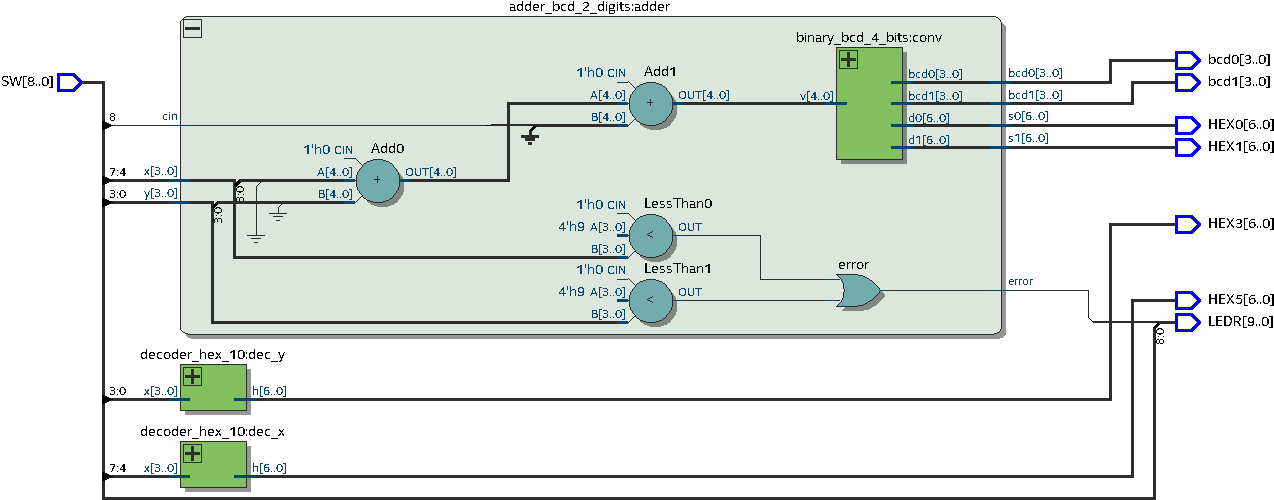 adder_bcd_2_digits:adder
binary_bcd_4_bits:conv
SW[8..0]
1'h0 CIN
Add1
A[4..0]
OUT[4..0]
B[4..0]
v[4..0]
bcd0[3..0]
bcd1[3..0]
d0[6..0]
d1[6..0]
bcd0[3..0]
bcd1[3..0]
s0[6..0]
s1[6..0]
bcd0[3..0]
bcd1[3..0]
HEX0[6..0]
HEX1[6..0]
8
cin
1'h0 CIN
Add0
7:4
x[3..0]
3:0
A[4..0]
OUT[4..0]
3:0
y[3..0]
3:0
B[4..0]
1'h0 CIN
LessThan0
4'h9 A[3..0]
OUT
B[3..0]
HEX3[6..0]
1'h0 CIN
LessThan1
4'h9 A[3..0]
OUT
B[3..0]
error
error
HEX5[6..0]
LEDR[9..0]
8:0
decoder_hex_10:dec_y
3:0
x[3..0]
h[6..0]
decoder_hex_10:dec_x
7:4
x[3..0]
h[6..0]